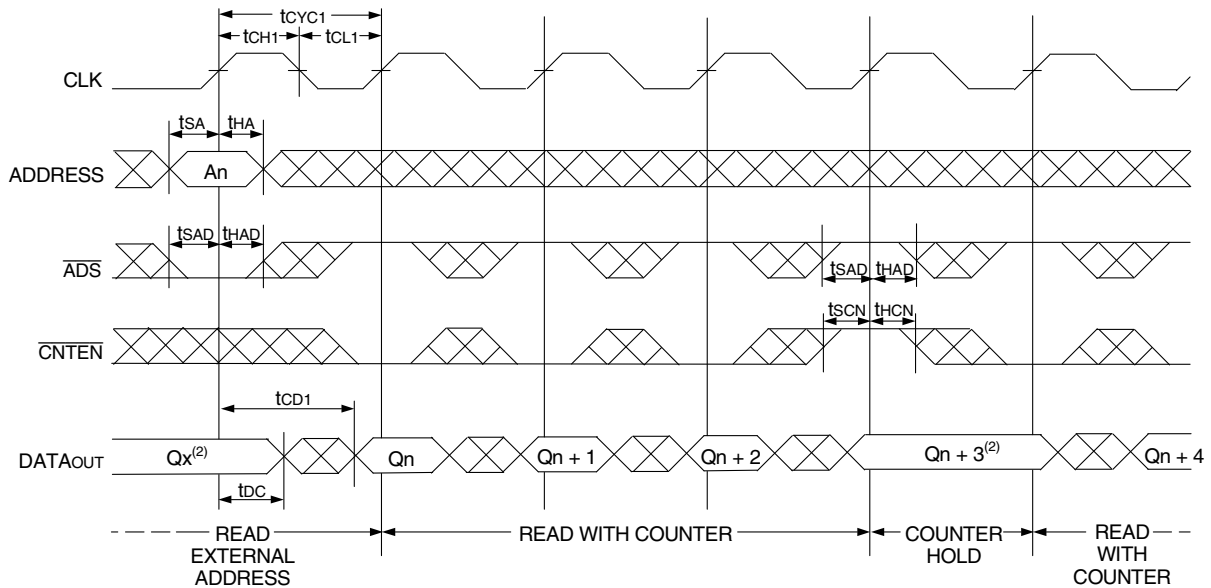 tCYC1
tCH1 tCL1
CLK
tSA tHA
ADDRESS An
tSAD tHAD
ADS
tSAD tHAD
tSCN tHCN
CNTEN
tCD1
DATAOUT Qx(2) Qn Qn + 1 Qn + 2 Qn + 3(2) Qn + 4
tDC
READ EXTERNAL ADDRESS
READ WITH COUNTER
COUNTER HOLD
READ WITH COUNTER